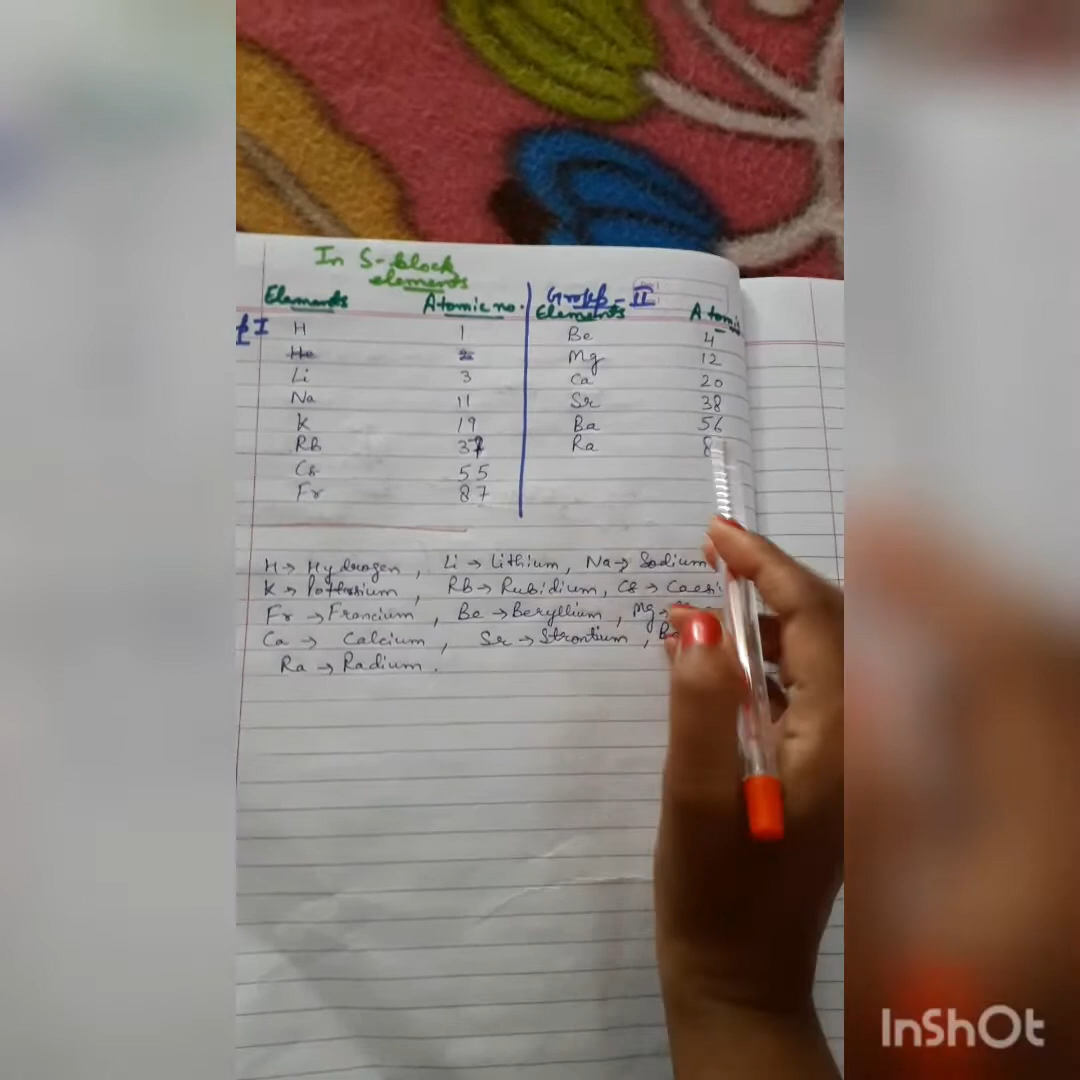 In S-block
elements
Elements Atomic no. Group-II
Elements Atomic
I H 1 Be 4
He 2 Mg 12
Li 3 Ca 20
Na 11 Sr 38
K 19 Ba 56
Rb 37 Ra 8
Cs 55
Fr 87
H→ Hydrogen, Li→ Lithium, Na→ Sodium
K→ , Rb→ Rubidium, Cs→ Caesi
Fr→ Francium, Be→ Beryllium, Mg→
Ca→ Calcium, Sr→ Strontium, Ba
Ra→ Radium.
InShOt